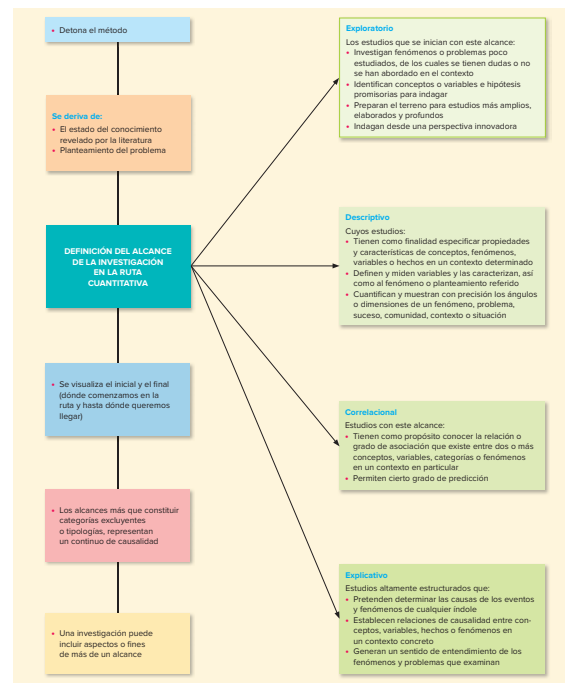 • Detona el método
Se deriva de:
• El estado del conocimiento
revelado por la literatura
• Planteamiento del problema
DEFINICIÓN DEL ALCANCE
DE LA INVESTIGACIÓN
EN LA RUTA
CUANTITATIVA
• Se visualiza el inicial y el final
(dónde comenzamos en la
ruta y hasta dónde queremos
llegar)
• Los alcances más que constituir
categorías excluyentes
o tipologías, representan
un continuo de causalidad
• Una investigación puede
incluir aspectos o fines
de más de un alcance
Exploratorio
Los estudios que se inician con este alcance:
• Investigan fenómenos o problemas poco
estudiados, de los cuales se tienen dudas o no
se han abordado en el contexto
• Identifican conceptos o variables e hipótesis
promisorias para indagar
• Preparan el terreno para estudios más amplios,
elaborados y profundos
• Indagan desde una perspectiva innovadora
Descriptivo
Cuyos estudios:
• Tienen como finalidad especificar propiedades
y características de conceptos, fenómenos,
variables o hechos en un contexto determinado
• Definen y miden variables y las caracterizan, así
como al fenómeno o planteamiento referido
• Cuantifican y muestran con precisión los ángulos
o dimensiones de un fenómeno, problema,
suceso, comunidad, contexto o situación
Correlacional
Estudios con este alcance:
• Tienen como propósito conocer la relación o
grado de asociación que existe entre dos o más
conceptos, variables, categorías o fenómenos
en un contexto en particular
• Permiten cierto grado de predicción
Explicativo
Estudios altamente estructurados que:
• Pretenden determinar las causas de los eventos
y fenómenos de cualquier índole
• Establecen relaciones de causalidad entre con-
ceptos, variables, hechos o fenómenos en
un contexto concreto
• Generan un sentido de entendimiento de los
fenómenos y problemas que examinan